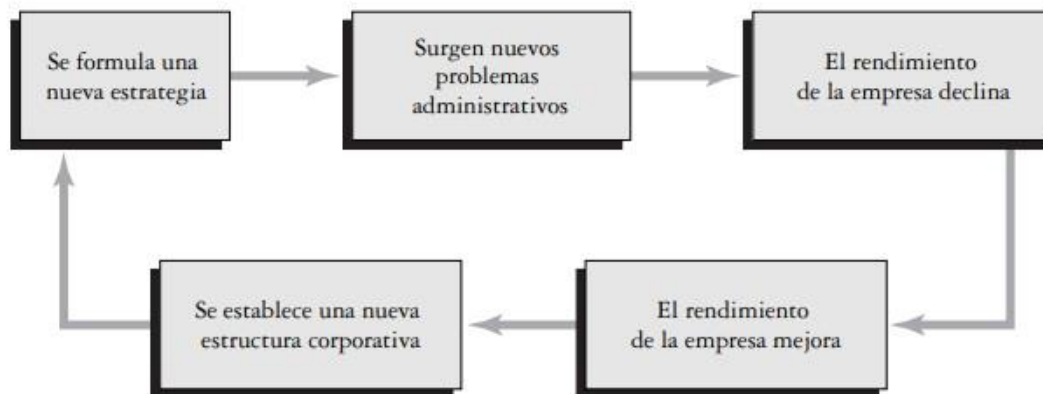 Se formula una
nueva estrategia
Surgen nuevos
problemas
administrativos
El rendimiento
de la empresa declina
El rendimiento
de la empresa mejora
Se establece una nueva
estructura corporativa